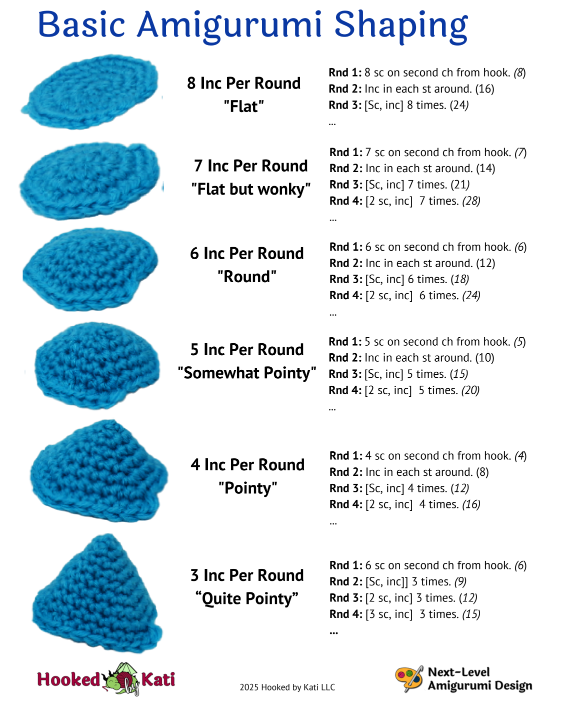 Basic Amigurumi Shaping
8 Inc Per Round
"Flat"
Rnd 1: 8 sc on second ch from hook. (8)
Rnd 2: Inc in each st around. (16)
Rnd 3: [Sc, inc] 8 times. (24)
...
7 Inc Per Round
"Flat but wonky"
Rnd 1: 7 sc on second ch from hook. (7)
Rnd 2: Inc in each st around. (14)
Rnd 3: [Sc, inc] 7 times. (21)
Rnd 4: [2 sc, inc] 7 times. (28)
...
6 Inc Per Round
"Round"
Rnd 1: 6 sc on second ch from hook. (6)
Rnd 2: Inc in each st around. (12)
Rnd 3: [Sc, inc] 6 times. (18)
Rnd 4: [2 sc, inc] 6 times. (24)
...
5 Inc Per Round
"Somewhat Pointy"
Rnd 1: 5 sc on second ch from hook. (5)
Rnd 2: Inc in each st around. (10)
Rnd 3: [Sc, inc] 5 times. (15)
Rnd 4: [2 sc, inc] 5 times. (20)
...
4 Inc Per Round
"Pointy"
Rnd 1: 4 sc on second ch from hook. (4)
Rnd 2: Inc in each st around. (8)
Rnd 3: [Sc, inc] 4 times. (12)
Rnd 4: [2 sc, inc] 4 times. (16)
...
3 Inc Per Round
“Quite Pointy”
Rnd 1: 6 sc on second ch from hook. (6)
Rnd 2: [Sc, inc]] 3 times. (9)
Rnd 3: [2 sc, inc] 3 times. (12)
Rnd 4: [3 sc, inc] 3 times. (15)
...
Hooked by Kati
2025 Hooked by Kati LLC
Next-Level
Amigurumi Design